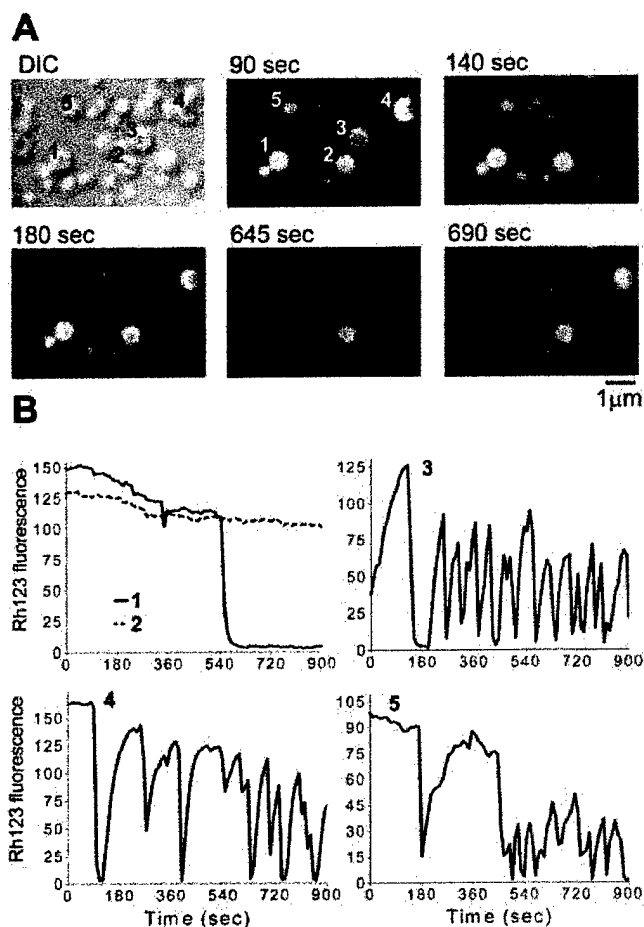 A
DIC
90 sec
140 sec
5 4 3 1 2
5 4 3 1 2
180 sec
645 sec
690 sec
1μm
B
Rh123 fluorescence
150 125 100 75 50 25 0
1
2
0 180 360 540 720 900
3
125 100 75 50 25 0
0 180 360 540 720 900
Rh123 fluorescence
4
150 125 100 75 50 25 0
0 180 360 540 720 900
Time (sec)
5
105 90 75 60 45 30 15 0
0 180 360 540 720 900
Time (sec)